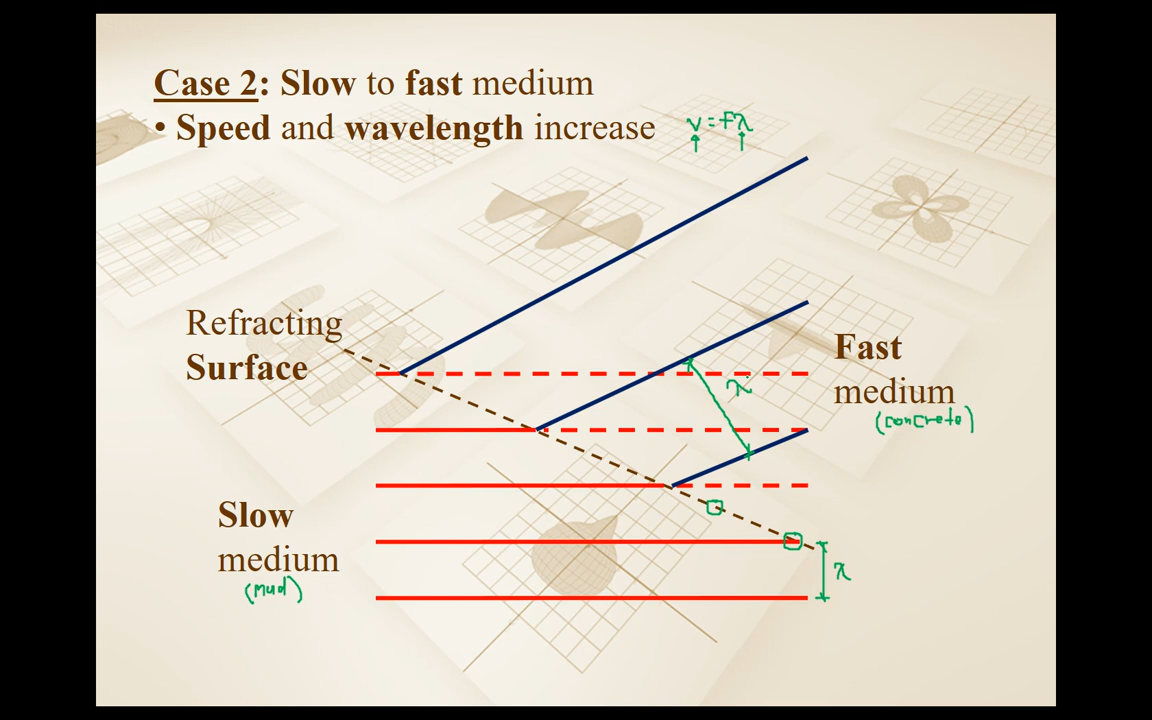 Case 2: Slow to fast medium
• Speed and wavelength increase
v = fλ
Refracting
Surface
Fast
medium
(concrete)
λ
Slow
medium
(mud)
λ